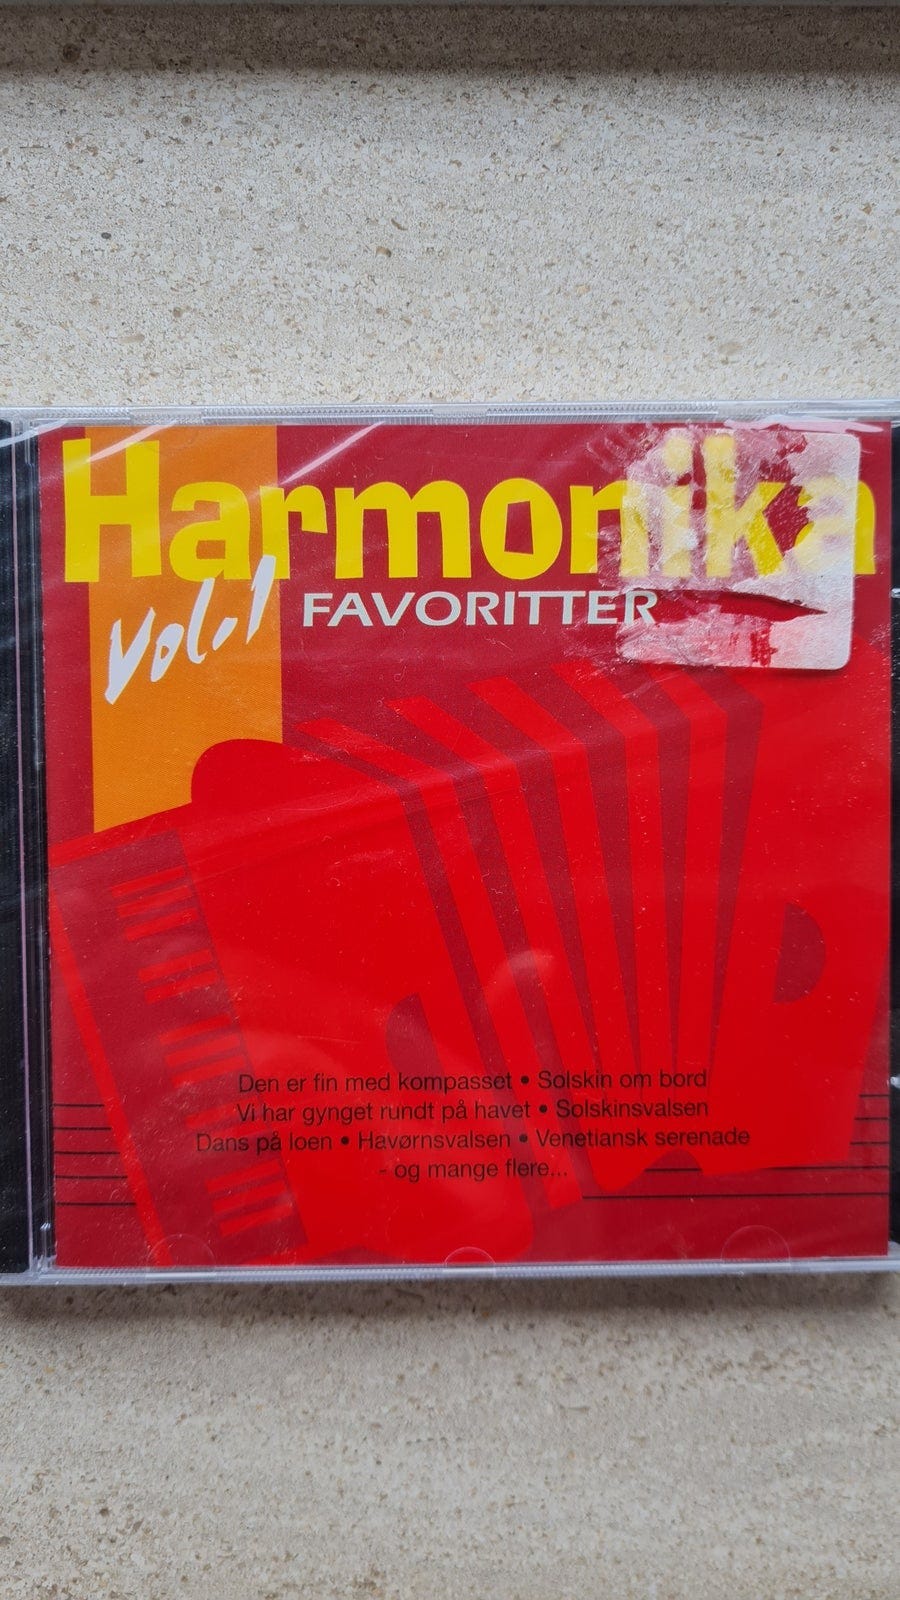 Harmonika
Vol.1 FAVORITTER
Den er fin med kompasset • Solskin om bord
Vi har gynget rundt på havet • Solskinsvalsen
Dans på loen • Havørnsvalsen • Venetiansk serenade
- og mange flere...